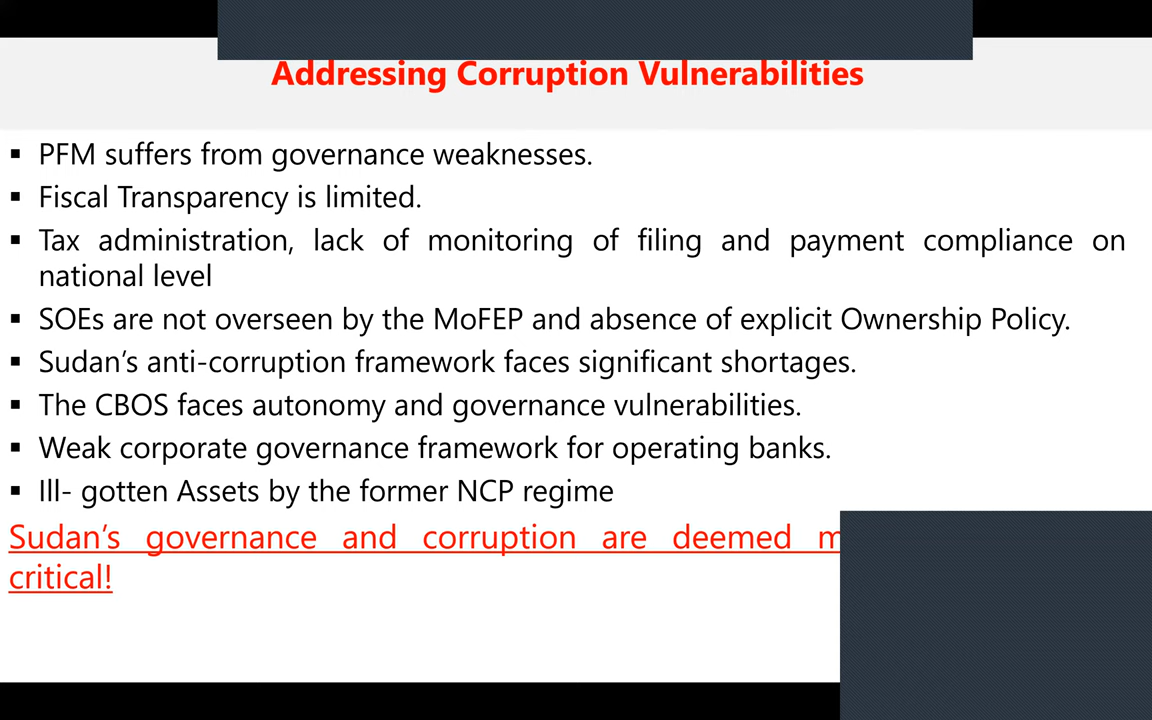 Addressing Corruption Vulnerabilities
▪ PFM suffers from governance weaknesses.
▪ Fiscal Transparency is limited.
▪ Tax administration, lack of monitoring of filing and payment compliance on
national level
▪ SOEs are not overseen by the MoFEP and absence of explicit Ownership Policy.
▪ Sudan’s anti-corruption framework faces significant shortages.
▪ The CBOS faces autonomy and governance vulnerabilities.
▪ Weak corporate governance framework for operating banks.
▪ Ill- gotten Assets by the former NCP regime
Sudan’s governance and corruption are deemed
critical!